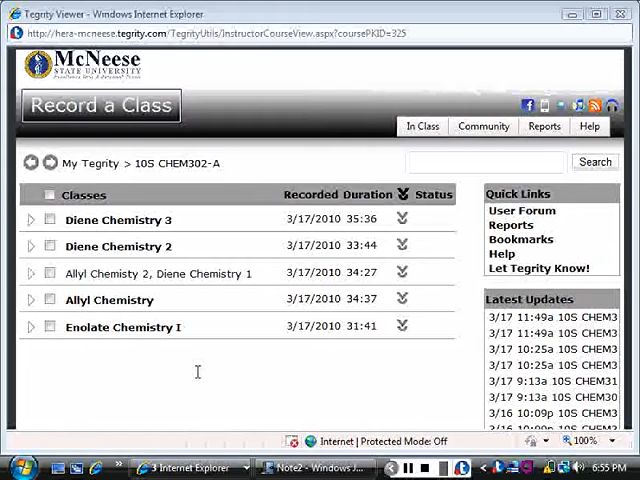 Tegrity Viewer - Windows Internet Explorer
http://hera-mcneese.tegrity.com/TegrityUtils/InstructorCourseView.aspx?coursePKID=325
McNeese
STATE UNIVERSITY
Record a Class
In Class Community Reports Help
My Tegrity > 10S CHEM302-A
Search
Classes Recorded Duration Status
Diene Chemistry 3 3/17/2010 35:36
Diene Chemistry 2 3/17/2010 33:44
Allyl Chemisty 2, Diene Chemistry 1 3/17/2010 34:27
Allyl Chemistry 3/17/2010 34:37
Enolate Chemistry I 3/17/2010 31:41
Quick Links
User Forum
Reports
Bookmarks
Help
Let Tegrity Know!
Latest Updates
3/17 11:49a 10S CHEM3
3/17 11:49a 10S CHEM3
3/17 10:25a 10S CHEM3
3/17 10:25a 10S CHEM3
3/17 9:13a 10S CHEM31
3/17 9:13a 10S CHEM30
3/16 10:09p 10S CHEM3
Internet | Protected Mode: Off
100%
3 Internet Explorer
Note2 - Windows J...
6:55 PM